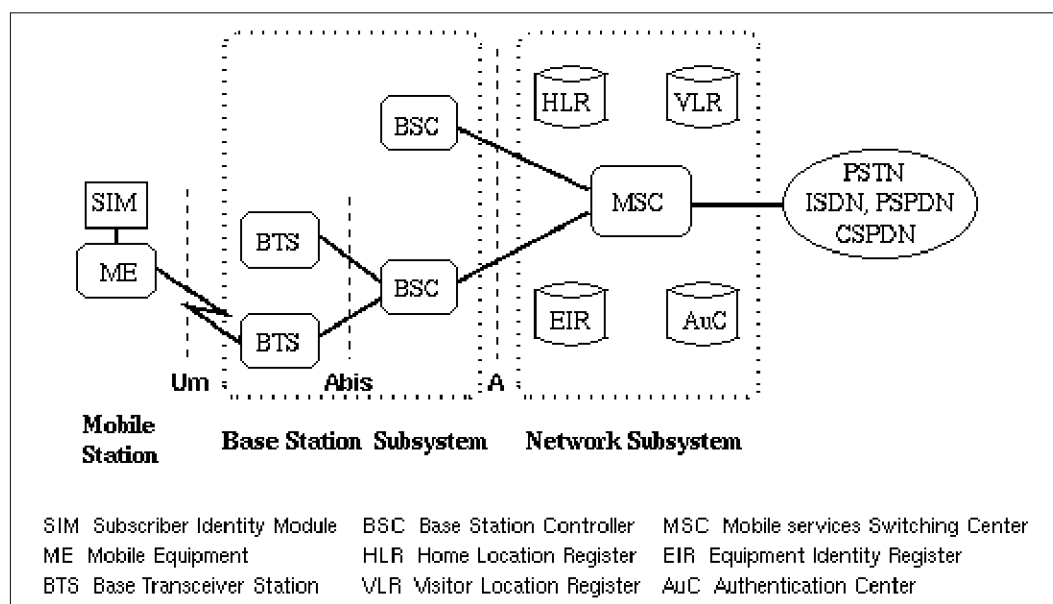 HLR VLR
BSC
PSTN
ISDN, PSPDN
CSPDN
MSC
SIM
BTS
ME
BSC
EIR AuC
BTS
Um Abis A
Mobile
Station
Base Station Subsystem
Network Subsystem
SIM Subscriber Identity Module BSC Base Station Controller MSC Mobile services Switching Center
ME Mobile Equipment HLR Home Location Register EIR Equipment Identity Register
BTS Base Transceiver Station VLR Visitor Location Register AuC Authentication Center